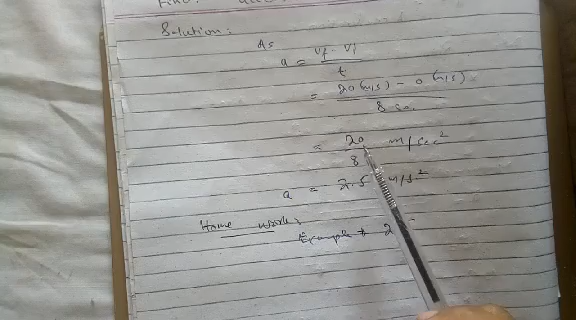 Solution:
As
a = vf - vi
t
= 20 (m/s) - 0 (m/s)
8 sec
= 20 m/sec²
8
a = 2.5 m/s²
Home work:
Example # 2